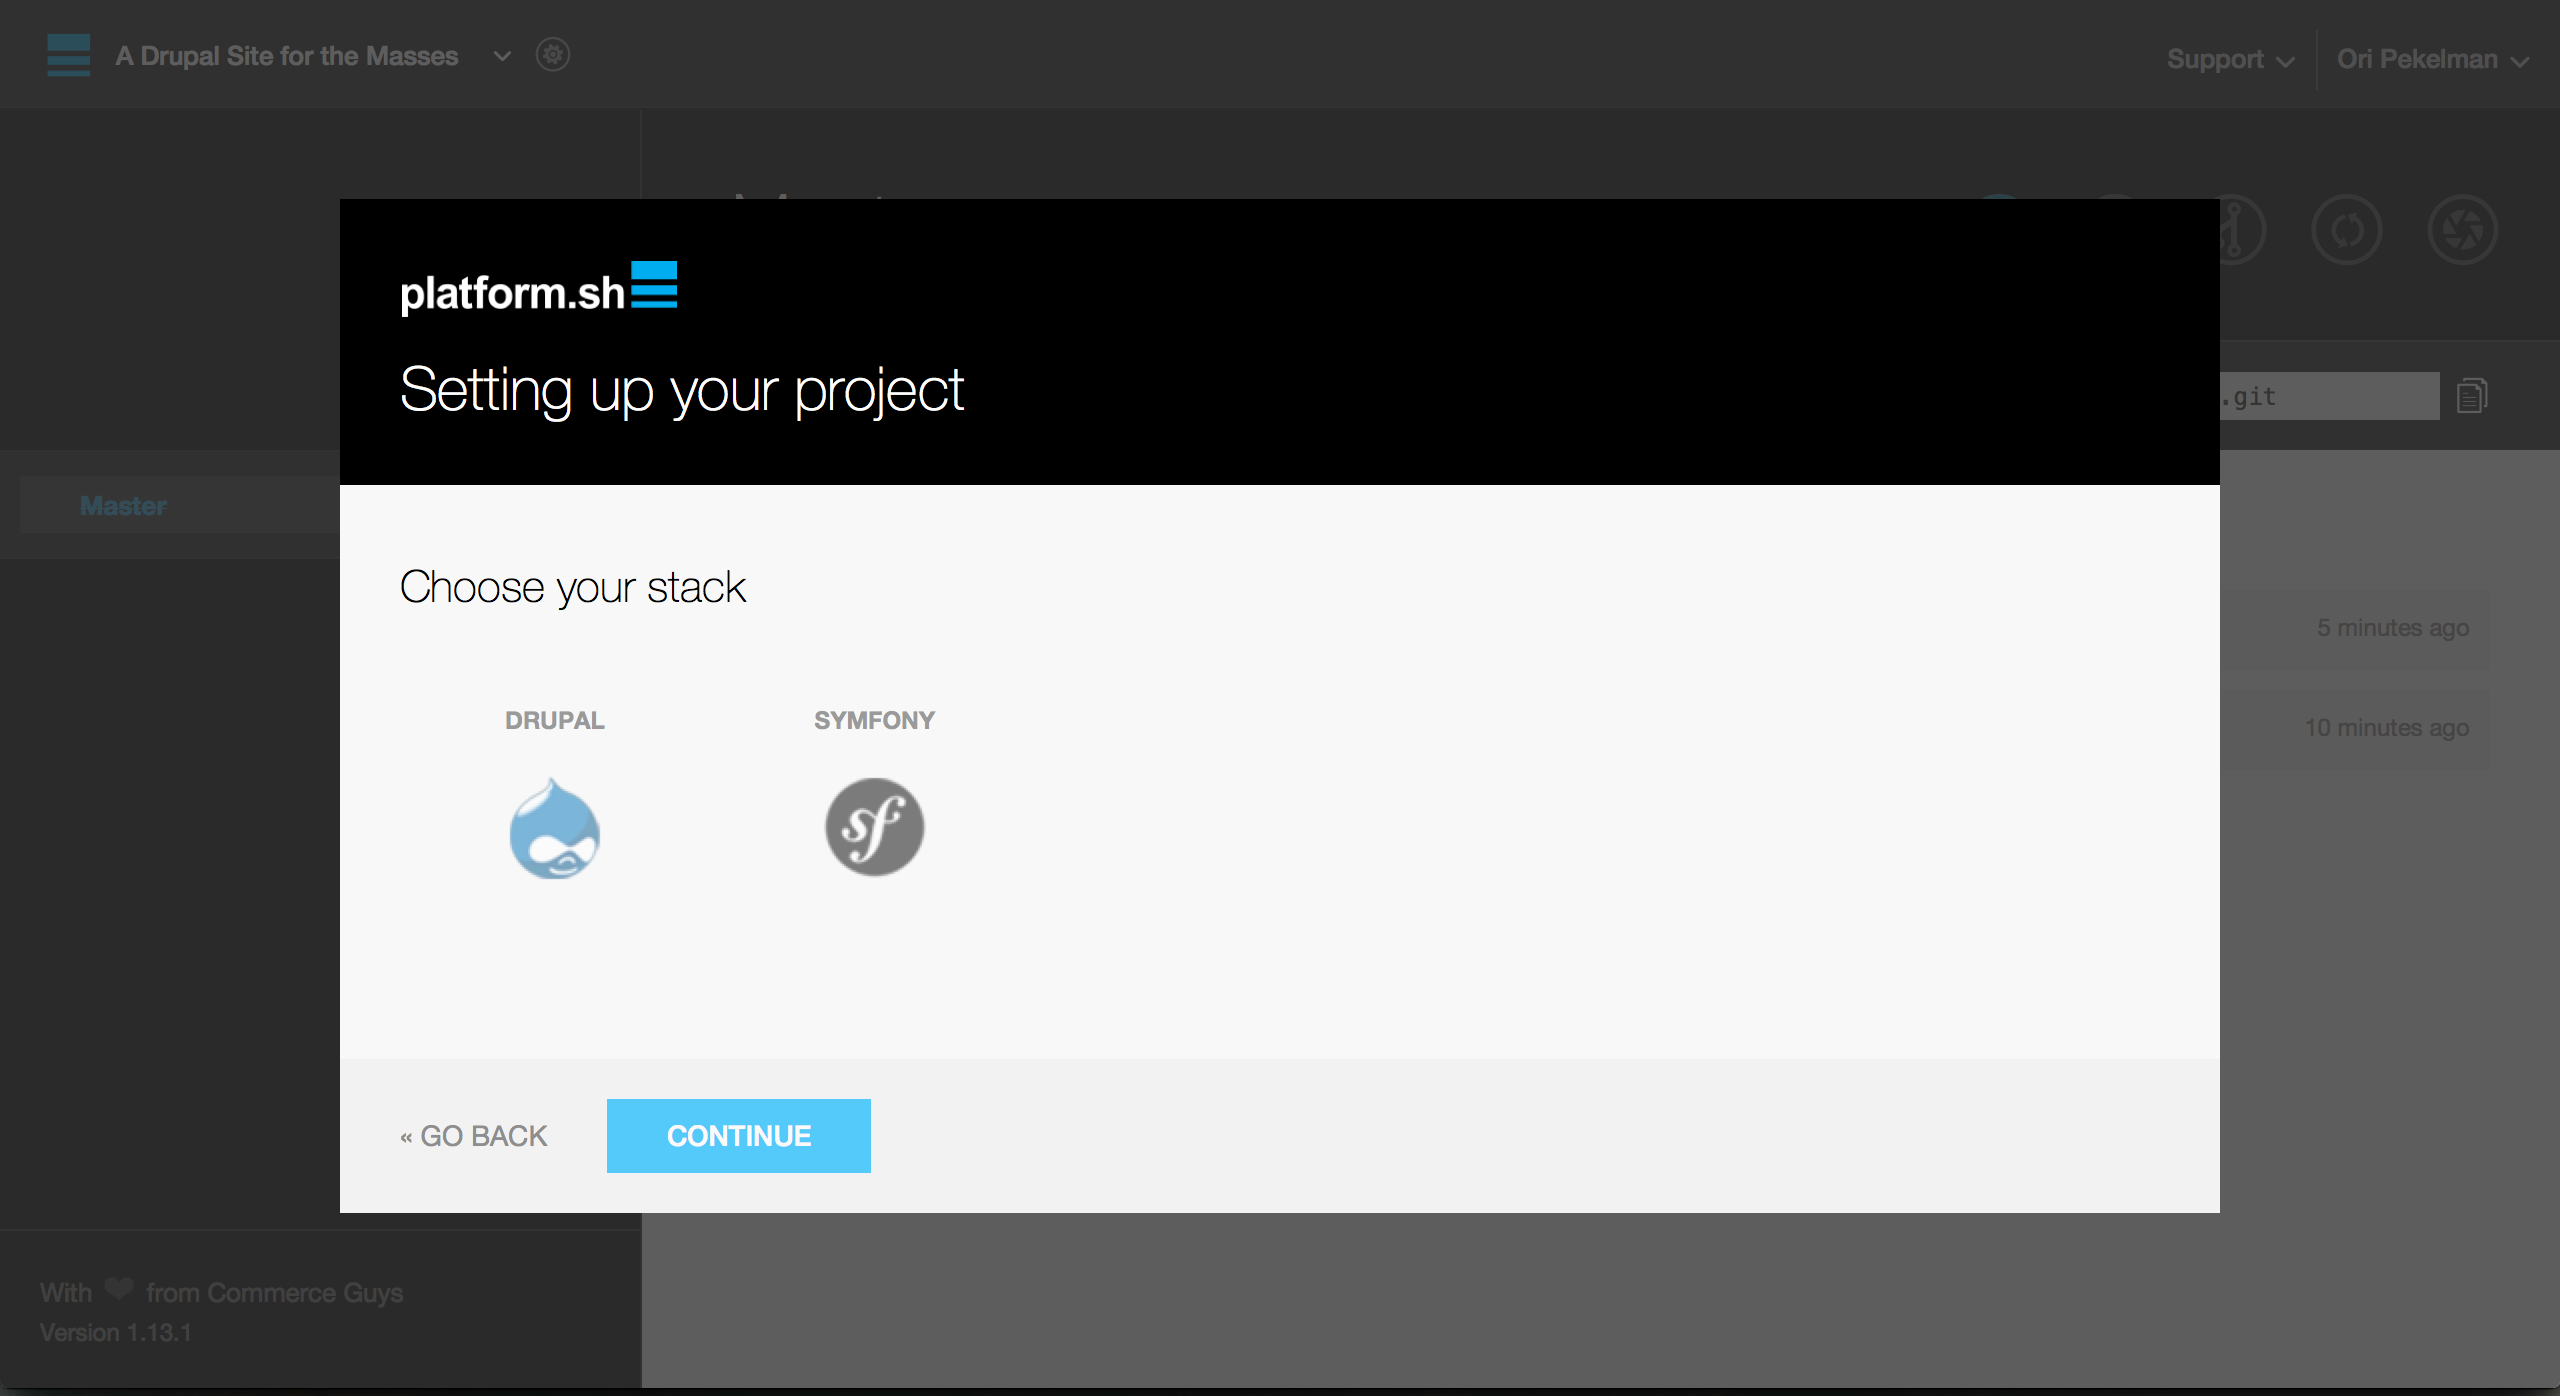 A Drupal Site for the Masses
Support
Ori Pekelman
platform.sh
Setting up your project
.git
Master
Choose your stack
5 minutes ago
DRUPAL
SYMFONY
10 minutes ago
sf
« GO BACK
CONTINUE
With ❤ from Commerce Guys
Version 1.13.1